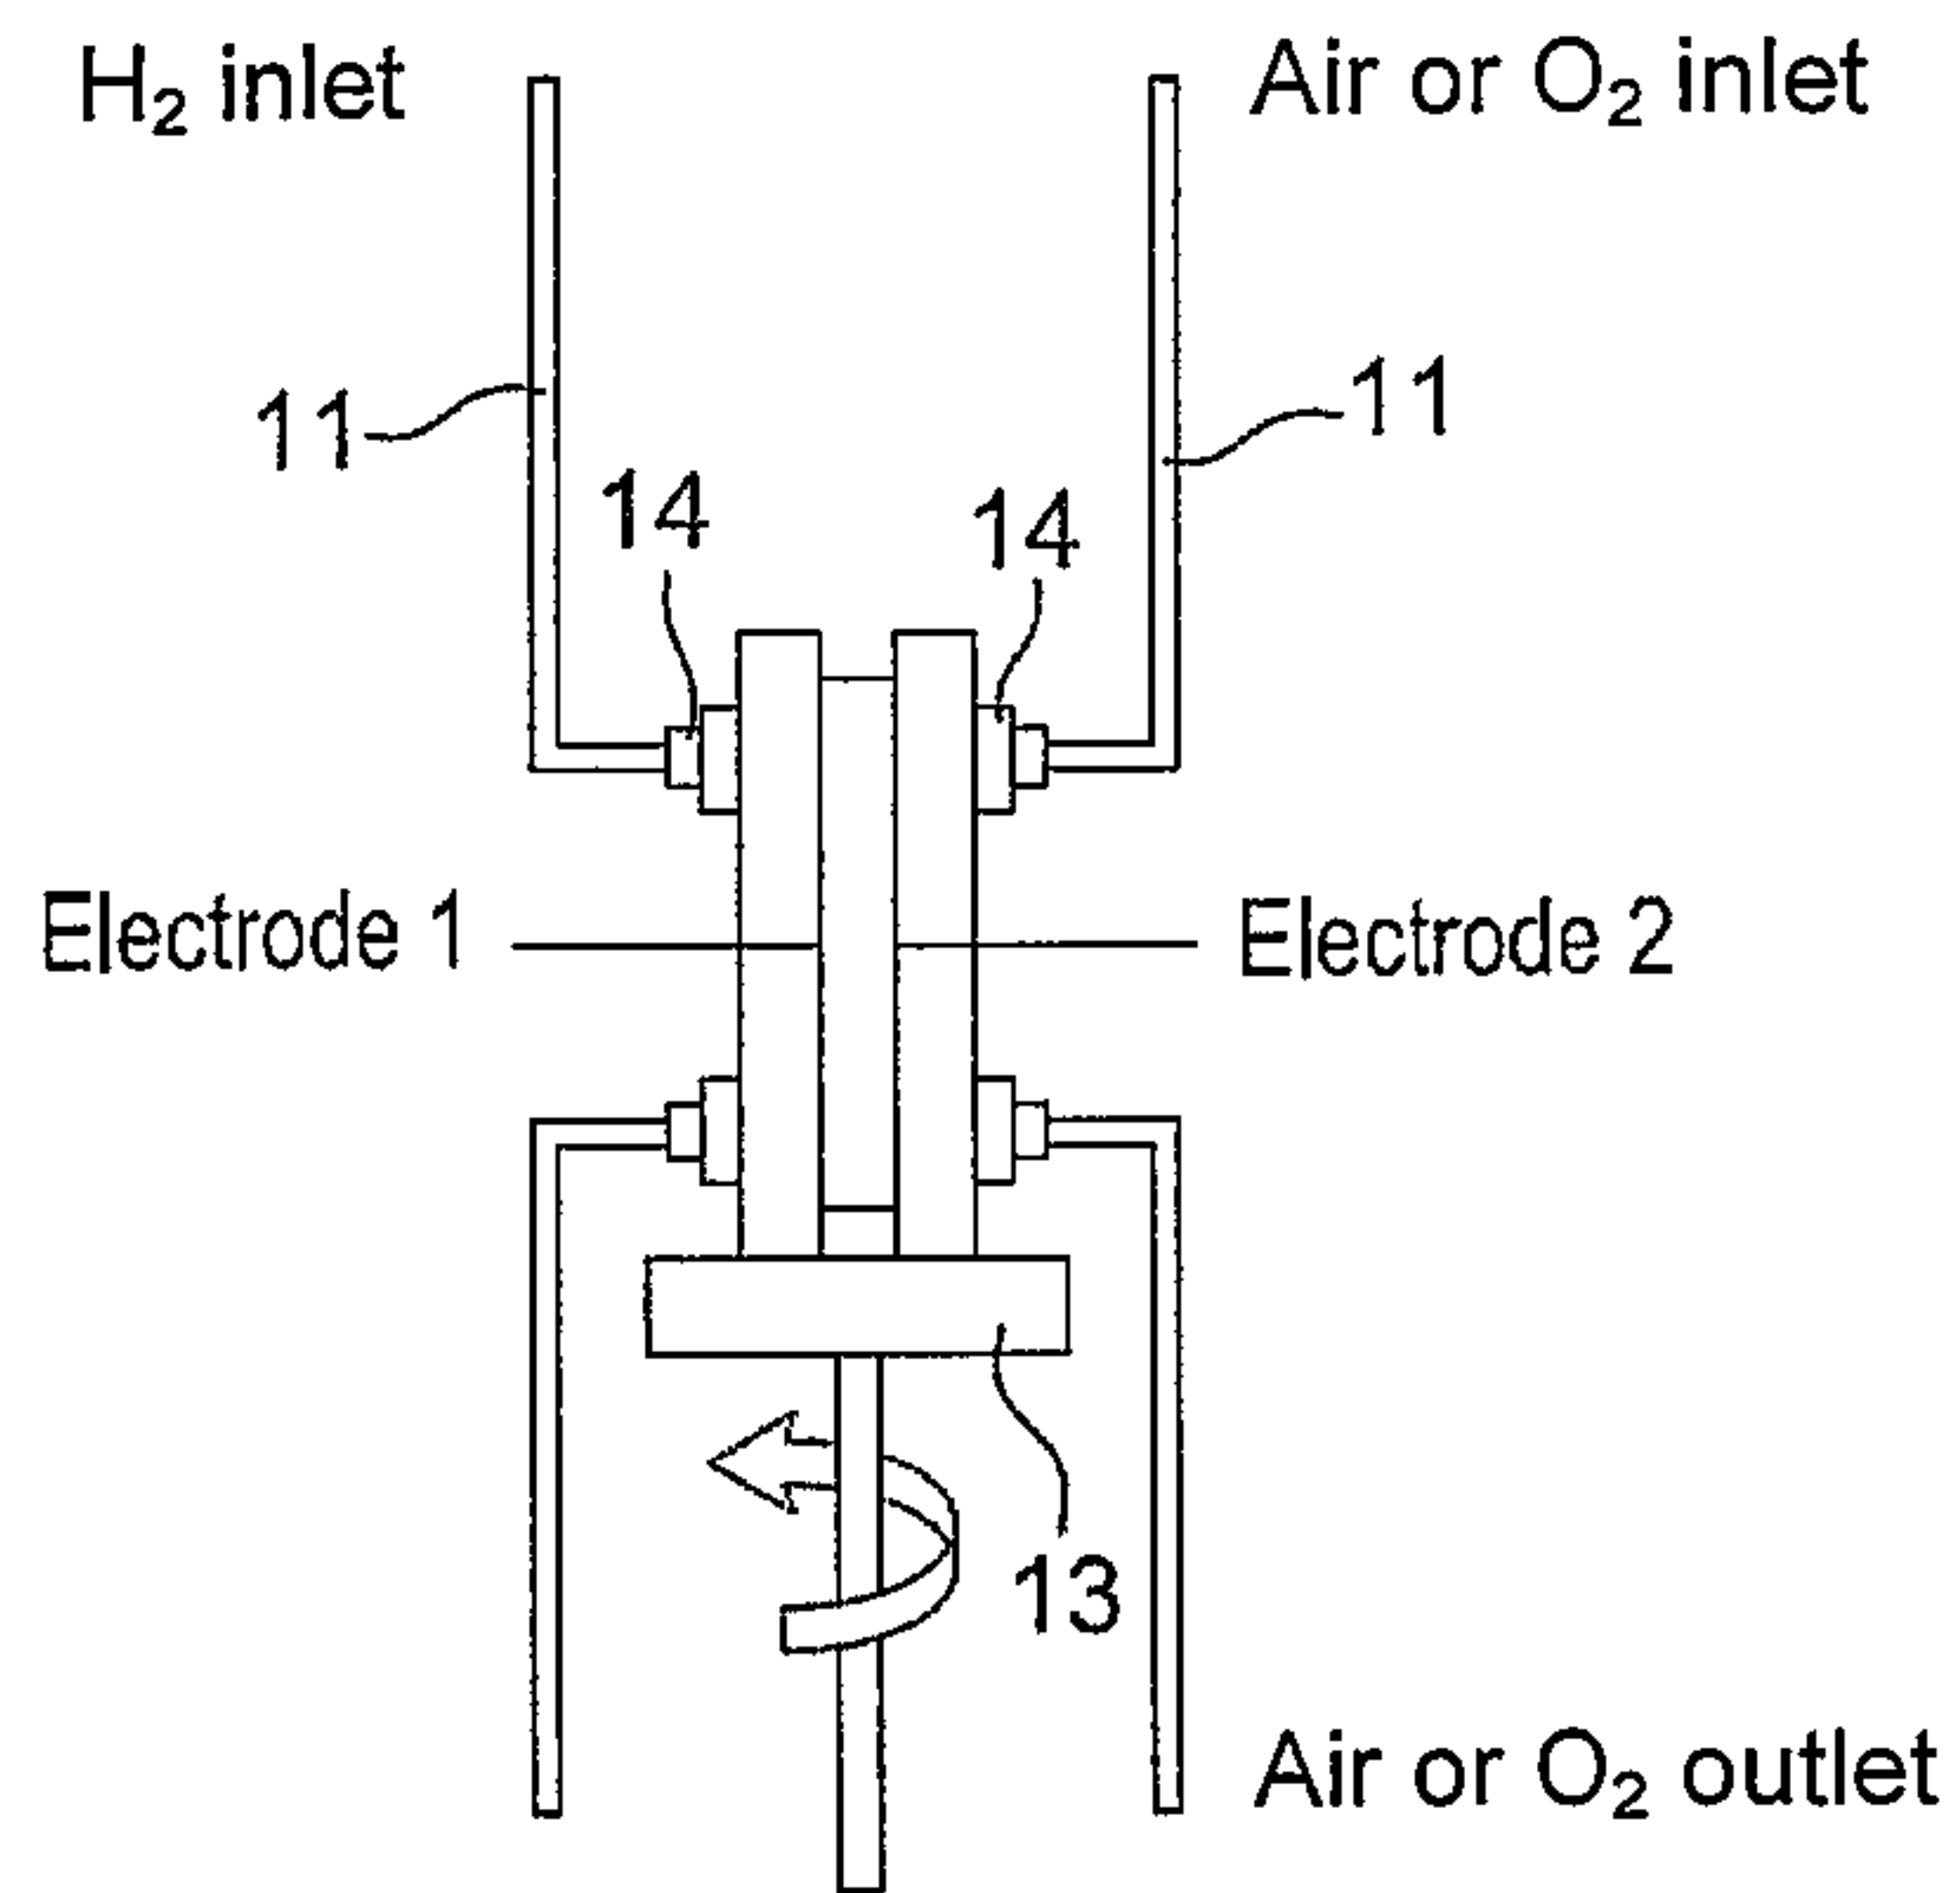 H₂ inlet
Air or O₂ inlet
11
11
14
14
Electrode 1
Electrode 2
13
Air or O₂ outlet